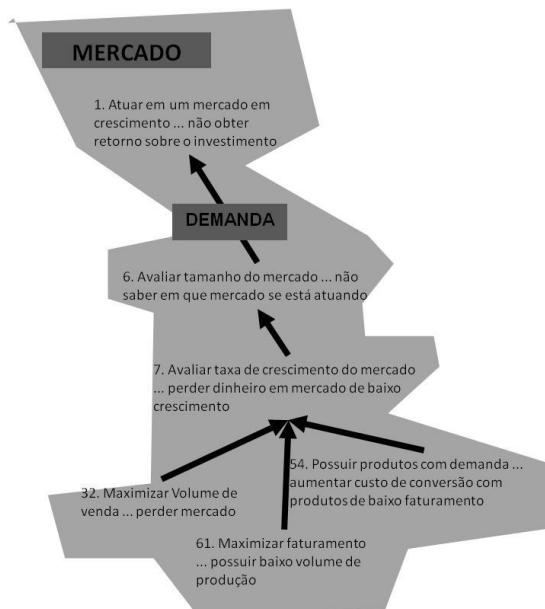 MERCADO
1. Atuar em um mercado em
crescimento ... não obter
retorno sobre o investimento
DEMANDA
6. Avaliar tamanho do mercado ... não
saber em que mercado se está atuando
7. Avaliar taxa de crescimento do mercado
... perder dinheiro em mercado de baixo
crescimento
54. Possuir produtos com demanda ...
aumentar custo de conversão com
produtos de baixo faturamento
32. Maximizar Volume de
venda ... perder mercado
61. Maximizar faturamento
... possuir baixo volume de
produção